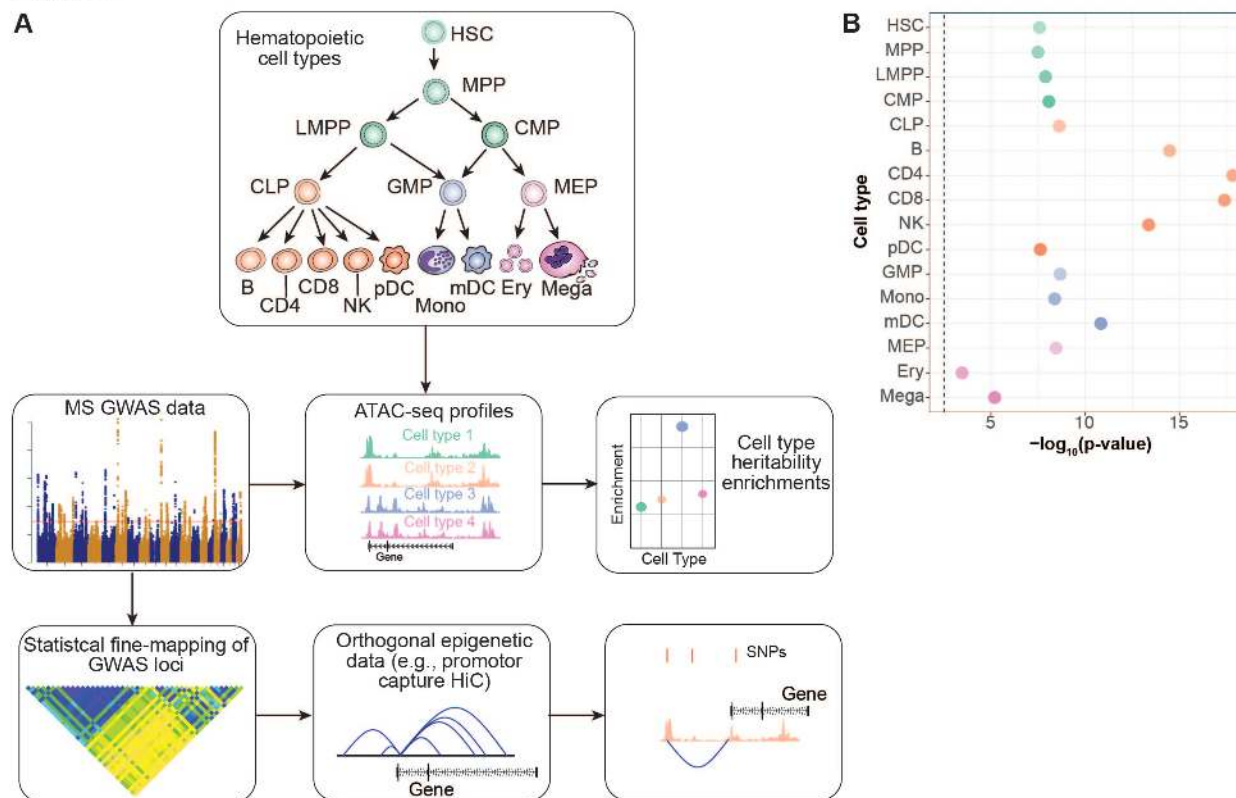 A
Hematopoietic
cell types
HSC
MPP
LMPP
CMP
CLP
GMP
MEP
B
CD4
CD8
NK
pDC
Mono
mDC
Ery
Mega
MS GWAS data
ATAC-seq profiles
Cell type 1
Cell type 2
Cell type 3
Cell type 4
Gene
Enrichment
Cell Type
Cell type
heritability
enrichments
Statistcal fine-mapping of
GWAS loci
Orthogonal epigenetic
data (e.g., promotor
capture HiC)
Gene
SNPs
Gene
B
Cell type
HSC
MPP
LMPP
CMP
CLP
B
CD4
CD8
NK
pDC
GMP
Mono
mDC
MEP
Ery
Mega
5
10
15
−log₁₀(p-value)